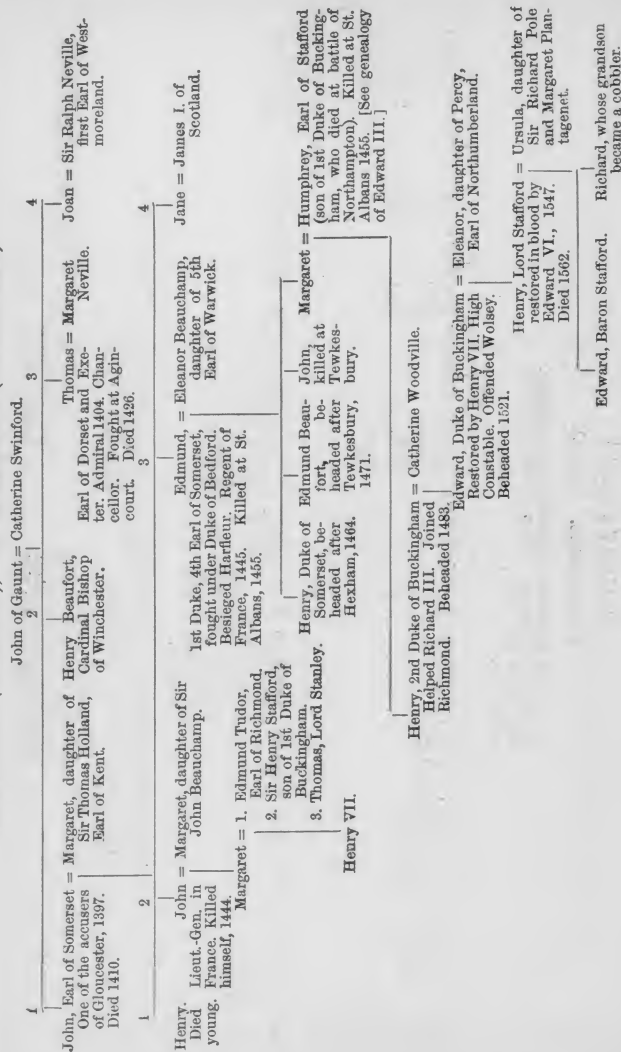 John of Gaunt = Catherine Swinford.
1
2
3
4
John, Earl of Somerset = Margaret, daughter of
One of the accusers
of Gloucester, 1397.
Died 1410.
Sir Thomas Holland,
Earl of Kent.
Henry Beaufort,
Cardinal Bishop
of Winchester.
Thomas = Margaret
Neville.
Earl of Dorset and Exe-
ter. Admiral 1404. Chan-
cellor. Fought at Agin-
court. Died 1426.
Joan = Sir Ralph Neville,
first Earl of West-
moreland.
1
2
3
4
Henry.
Died
young.
John = Margaret, daughter of Sir
John Beauchamp.
Lieut.-Gen. in
France. Killed
himself, 1444.
Edmund, = Eleanor Beauchamp,
daughter of 5th
Earl of Warwick.
1st Duke, 4th Earl of Somerset,
fought under Duke of Bedford.
Besieged Harfleur. Regent of
France, 1445. Killed at St.
Albans, 1455.
Jane = James I. of
Scotland.
Margaret = 1. Edmund Tudor,
Earl of Richmond.
2. Sir Henry Stafford,
son of 1st Duke of
Buckingham.
3. Thomas, Lord Stanley.
Henry VII.
Henry, Duke of
Somerset, be-
headed after
Hexham, 1464.
Edmund Beau-
fort, be-
headed after
Tewkesbury,
1471.
John,
killed at
Tewkes-
bury.
Margaret = Humphrey, Earl of Stafford
(son of 1st Duke of Bucking-
ham, who died at battle of
Northampton). Killed at St.
Albans 1455. [See genealogy
of Edward III.]
Henry, 2nd Duke of Buckingham = Catherine Woodville.
Helped Richard III. Joined
Richmond. Beheaded 1483.
Edward, Duke of Buckingham = Eleanor, daughter of Percy,
Earl of Northumberland.
Restored by Henry VII. High
Constable. Offended Wolsey.
Beheaded 1521.
Henry, Lord Stafford = Ursula, daughter of
restored in blood by
Edward VI., 1547.
Died 1562.
Sir Richard Pole
and Margaret Plan-
tagenet.
Edward, Baron Stafford.
Richard, whose grandson
became a cobbler.